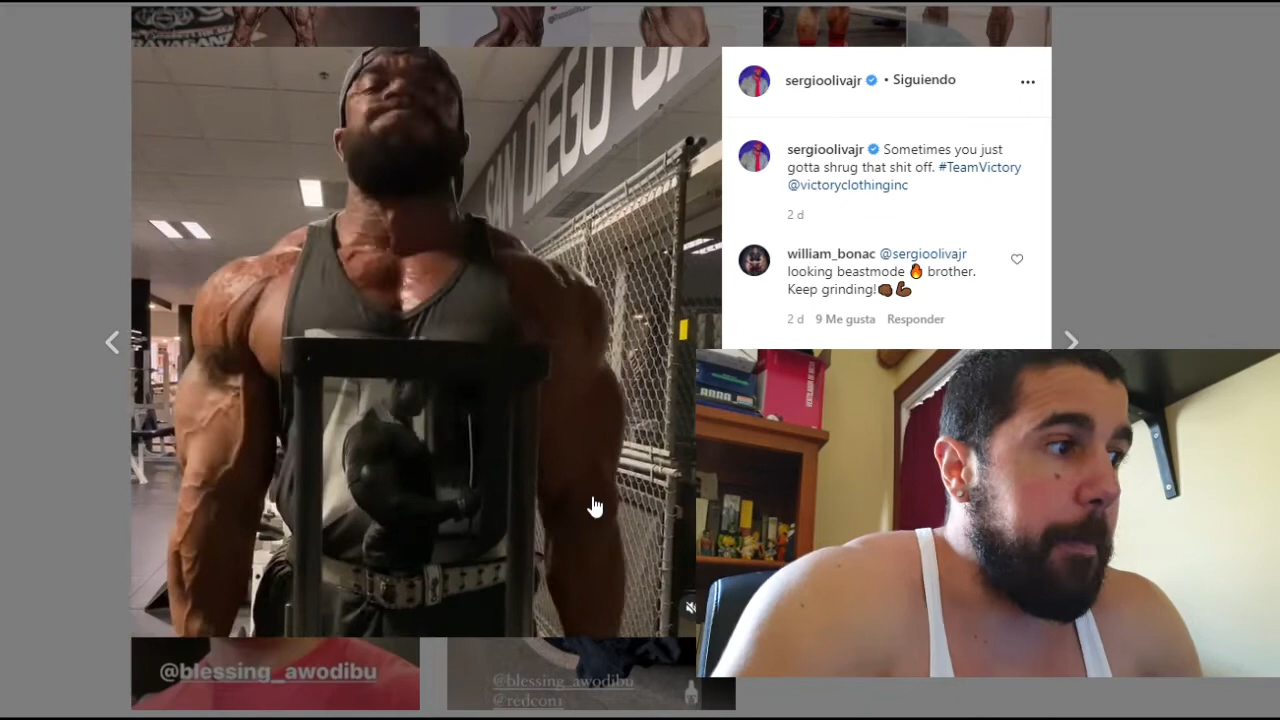 SAN DIEGO
sergioolivajr • Siguiendo
sergioolivajr Sometimes you just
gotta shrug that shit off. #TeamVictory
@victoryclothinginc
2 d
william_bonac @sergioolivajr
looking beastmode 🔥 brother.
Keep grinding!👊🏿💪🏿
2 d 9 Me gusta Responder
@blessing_awodibu
@blessing_awodibu
@redcon1